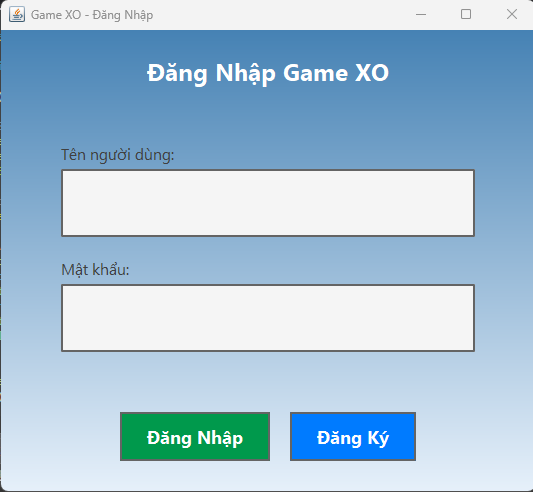 Game XO - Đăng Nhập
Đăng Nhập Game XO
Tên người dùng:
Mật khẩu:
Đăng Nhập Đăng Ký